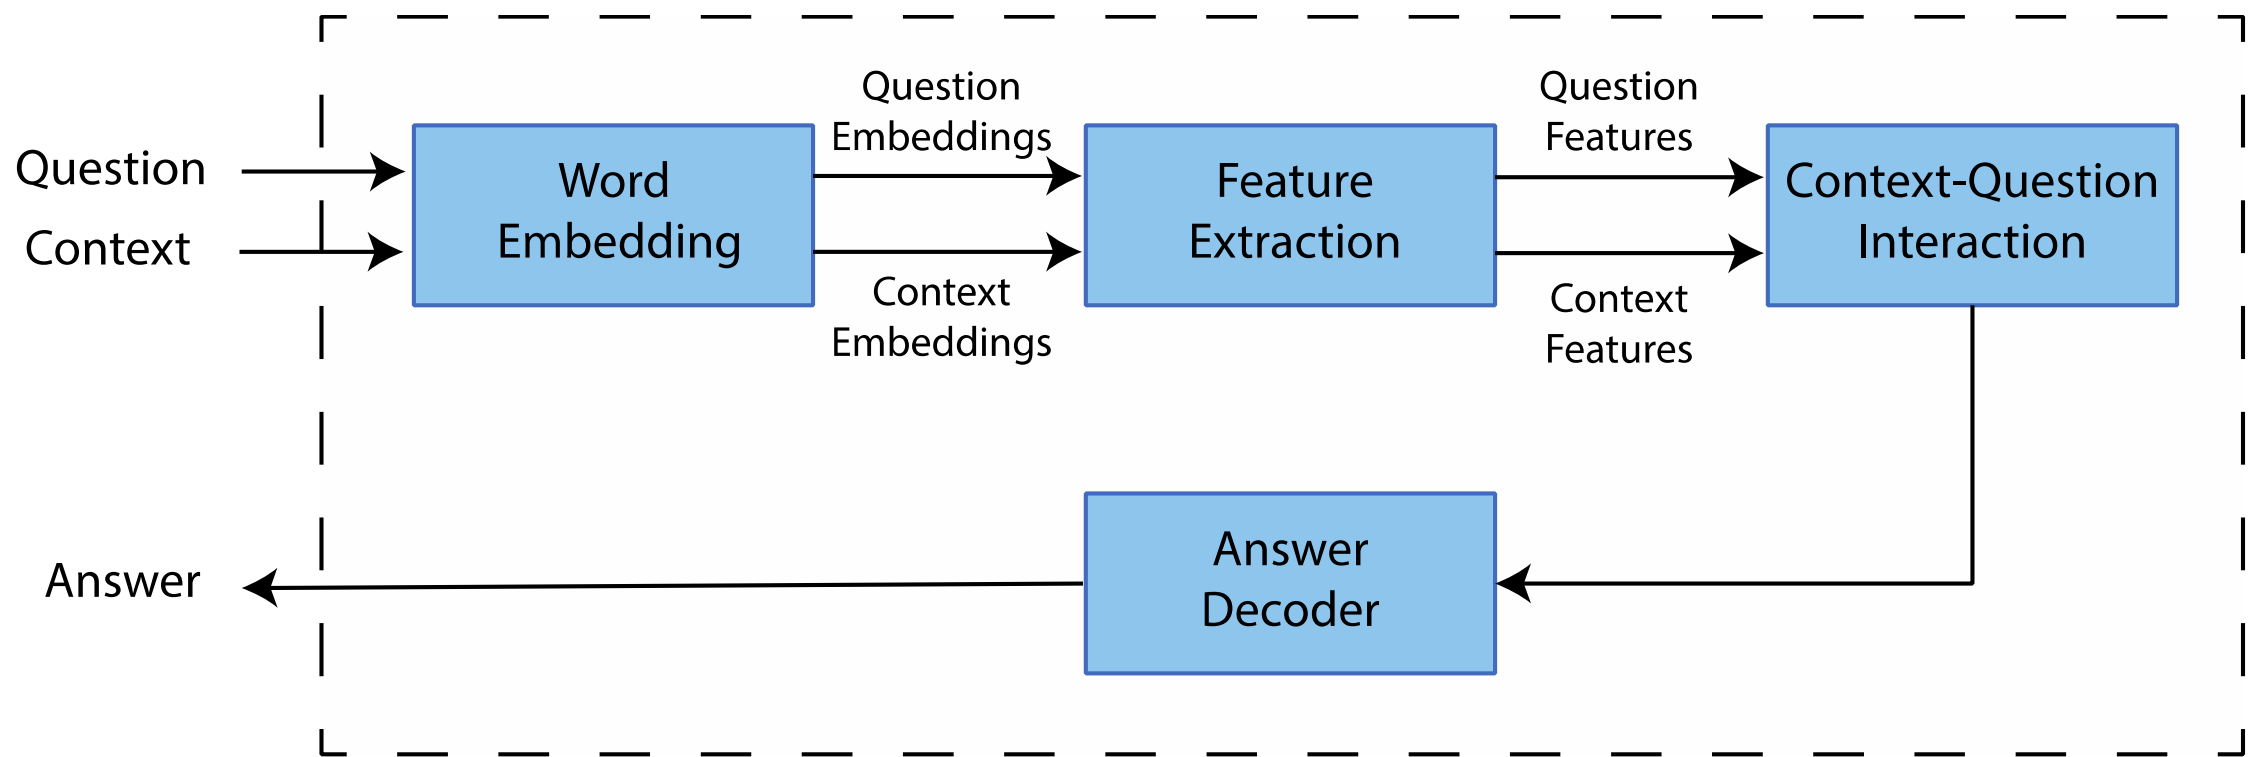 Question
Context
Word
Embedding
Question
Embeddings
Context
Embeddings
Feature
Extraction
Question
Features
Context
Features
Context-Question
Interaction
Answer
Decoder
Answer